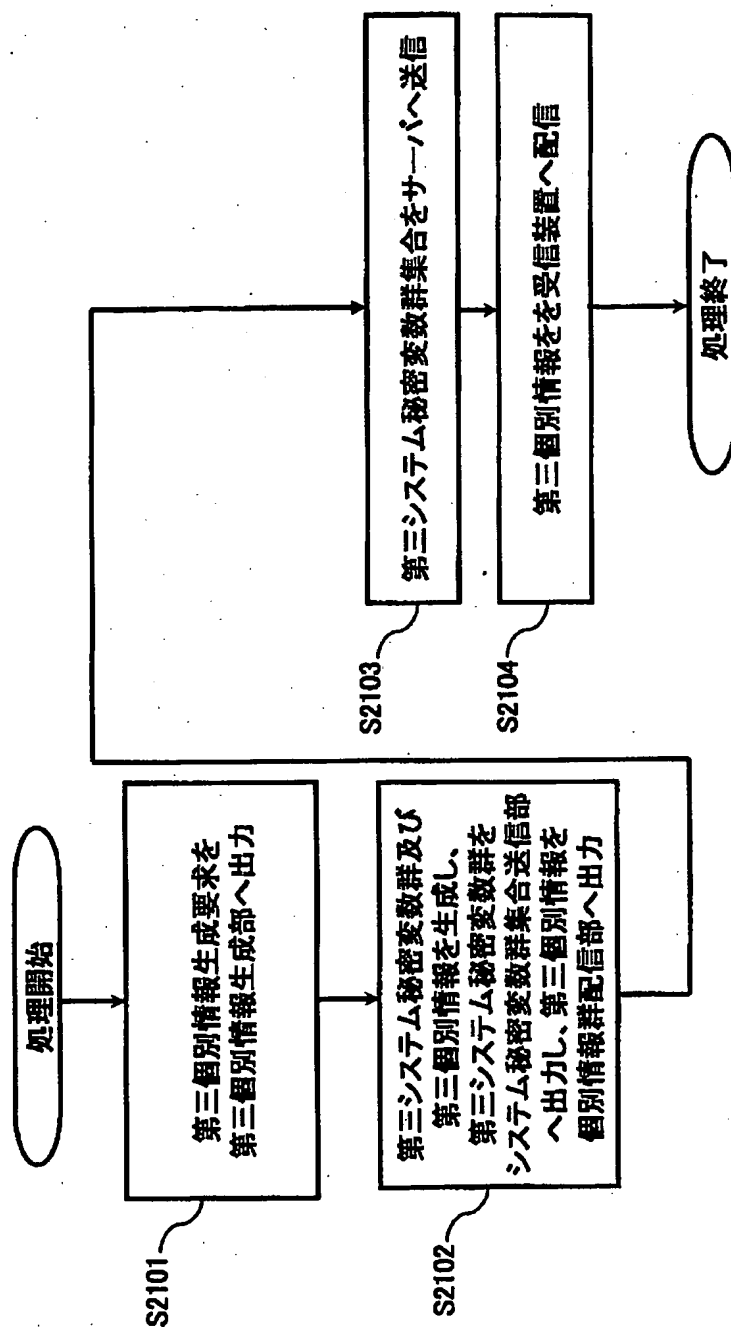 処理開始
第三個別情報生成要求を
第三個別情報生成部へ出力
S2101
第三システム秘密変数群及び
第三個別情報を生成し、
第三システム秘密変数群を
システム秘密変数群集合送信部
へ出力し、第三個別情報を
個別情報群配信部へ出力
S2102
第三システム秘密変数群集合をサーバへ送信
S2103
第三個別情報をを受信装置へ配信
S2104
処理終了